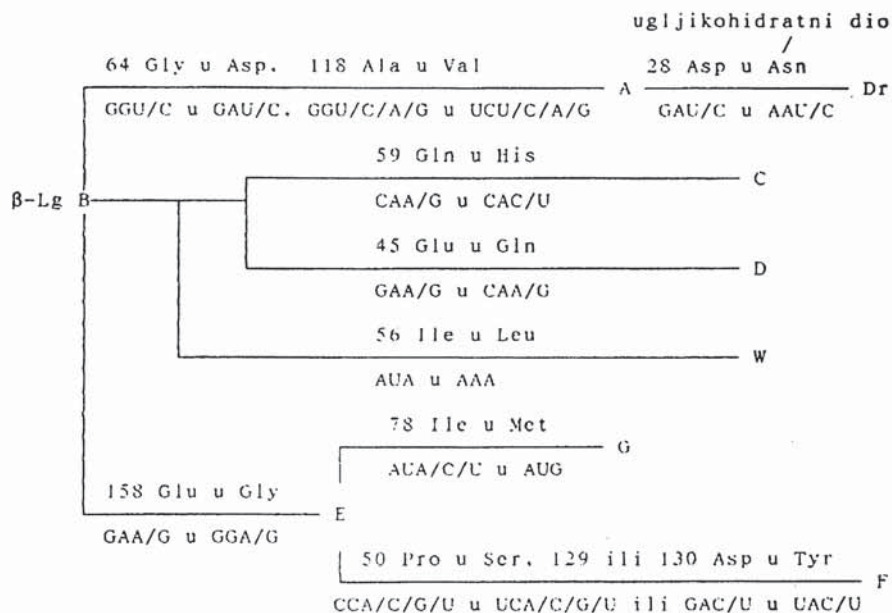 ugljikohidratni dio
/
64 Gly u Asp. 118 Ala u Val
28 Asp u Asn
A
Dr
GGU/C u GAU/C. GGU/C/A/G u UCU/C/A/G
GAU/C u AAU/C
59 Gln u His
C
CAA/G u CAC/U
β-Lg B
45 Glu u Gln
D
GAA/G u CAA/G
56 Ile u Leu
W
AUA u AAA
78 Ile u Met
G
AUA/C/U u AUG
158 Glu u Gly
E
GAA/G u GGA/G
50 Pro u Ser. 129 ili 130 Asp u Tyr
F
CCA/C/G/U u UCA/C/G/U ili GAC/U u UAC/U